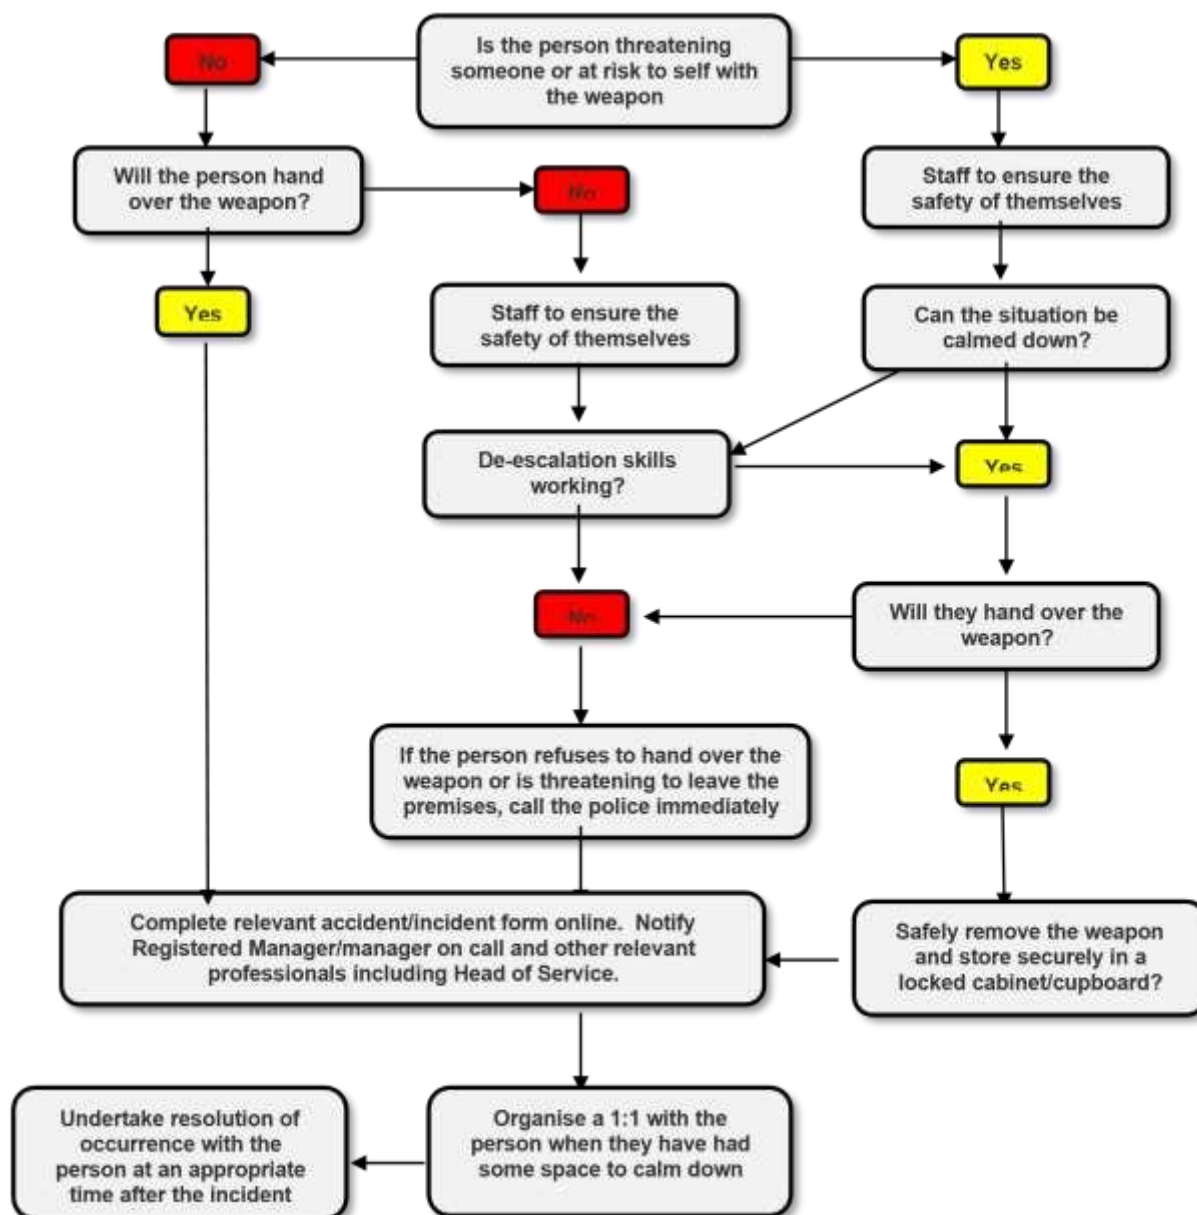 Is the person threatening
someone or at risk to self with
the weapon
No
Yes
Will the person hand
over the weapon?
No
Staff to ensure the
safety of themselves
Yes
Staff to ensure the
safety of themselves
Can the situation be
calmed down?
De-escalation skills
working?
Yes
No
Will they hand over the
weapon?
If the person refuses to hand over the
weapon or is threatening to leave the
premises, call the police immediately
Yes
Complete relevant accident/incident form online. Notify
Registered Manager/manager on call and other relevant
professionals including Head of Service.
Safely remove the weapon
and store securely in a
locked cabinet/cupboard?
Undertake resolution of
occurrence with the
person at an appropriate
time after the incident
Organise a 1:1 with the
person when they have had
some space to calm down